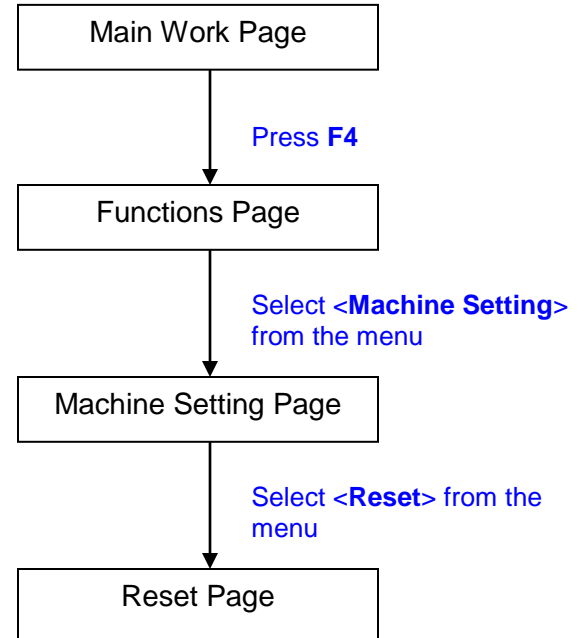 Main Work Page
Press F4
Functions Page
Select <Machine Setting>
from the menu
Machine Setting Page
Select <Reset> from the
menu
Reset Page